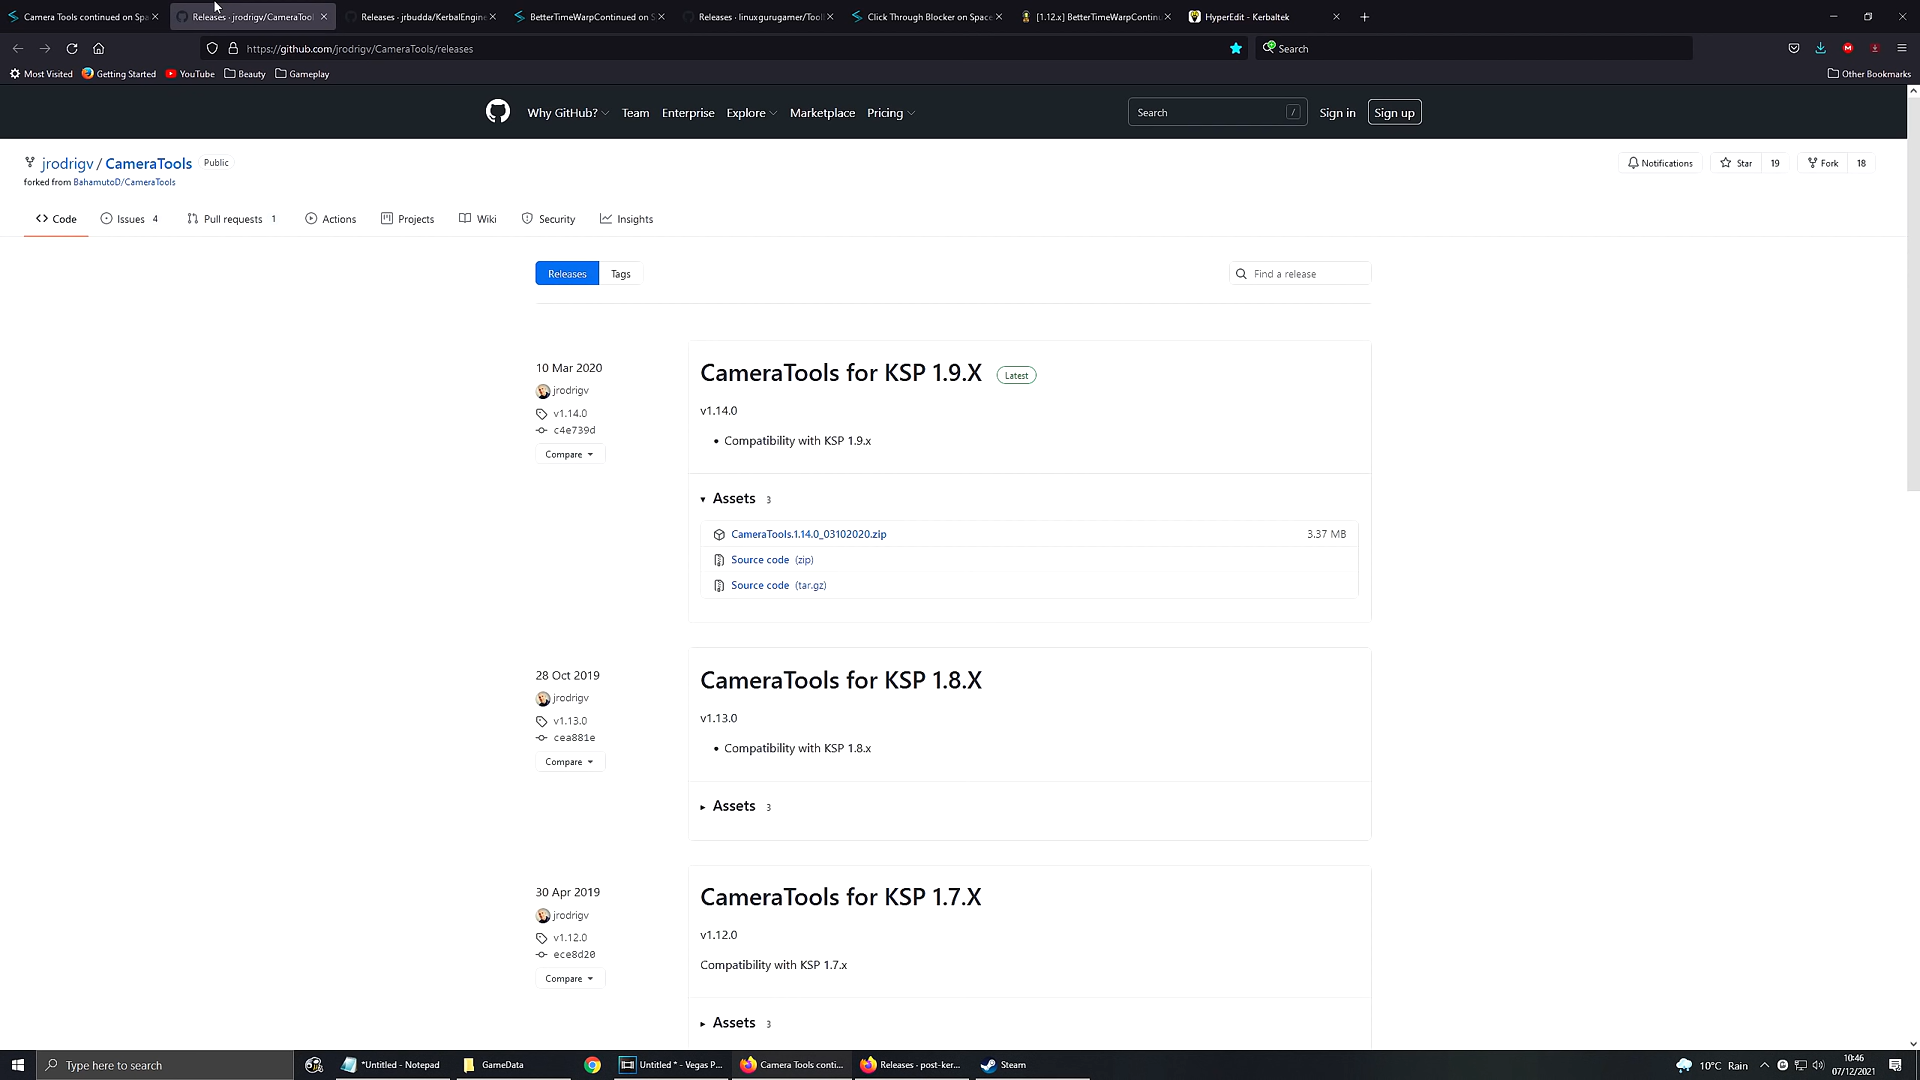 Camera Tools continued on Spa
Releases · jrodrigv/CameraTool
Releases · jrbudda/KerbalEngine
BetterTimeWarpContinued on S
Releases · linuxgurugamer/Tool
Click Through Blocker on Space
[1.12.x] BetterTimeWarpContinu
HyperEdit - Kerbaltek
https://github.com/jrodrigv/CameraTools/releases
Search
Most Visited
Getting Started
YouTube
Beauty
Gameplay
Other Bookmarks
Why GitHub?
Team
Enterprise
Explore
Marketplace
Pricing
Search
/
Sign in
Sign up
jrodrigv / CameraTools
Public
forked from BahamutoD/CameraTools
Notifications
Star
19
Fork
18
Code
Issues 4
Pull requests 1
Actions
Projects
Wiki
Security
Insights
Releases
Tags
Find a release
10 Mar 2020
jrodrigv
v1.14.0
c4e739d
Compare
CameraTools for KSP 1.9.X
Latest
v1.14.0
• Compatibility with KSP 1.9.x
Assets 3
CameraTools.1.14.0_03102020.zip
3.37 MB
Source code (zip)
Source code (tar.gz)
28 Oct 2019
jrodrigv
v1.13.0
cea881e
Compare
CameraTools for KSP 1.8.X
v1.13.0
• Compatibility with KSP 1.8.x
Assets 3
30 Apr 2019
jrodrigv
v1.12.0
ece8d20
Compare
CameraTools for KSP 1.7.X
v1.12.0
Compatibility with KSP 1.7.x
Assets 3
Type here to search
*Untitled - Notepad
GameData
Untitled * - Vegas P...
Camera Tools conti...
Releases · post-ker...
Steam
10°C Rain
10:46
07/12/2021